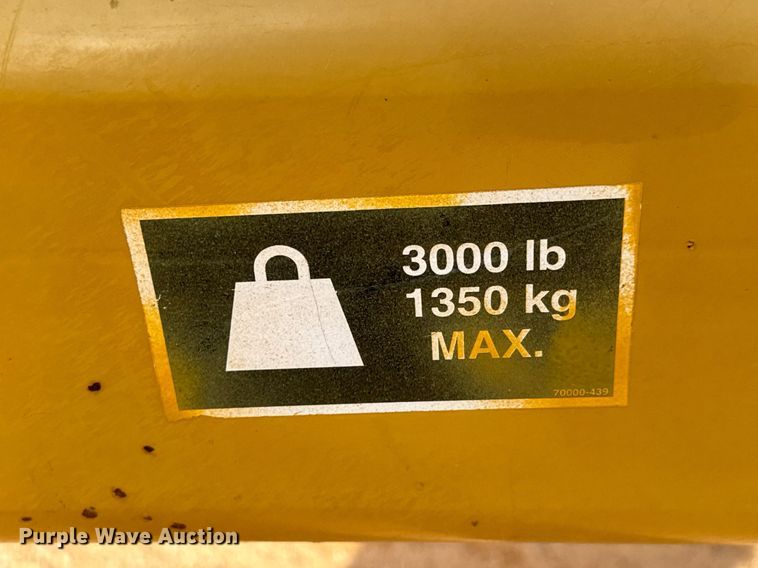 3000 lb
1350 kg
MAX.
70000-439
Purple Wave Auction